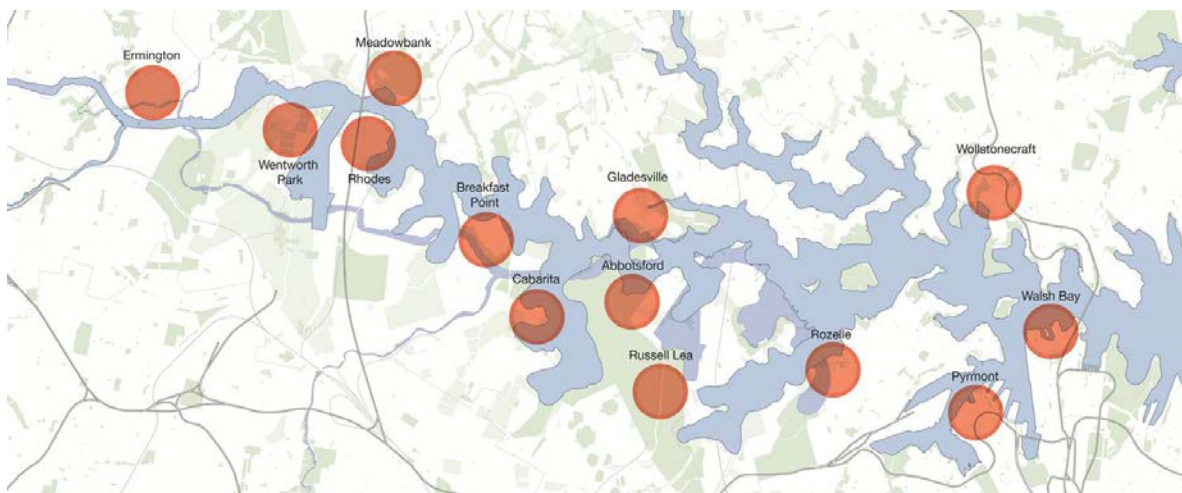 Ermington
Meadowbank
Wentworth
Park
Rhodes
Breakfast
Point
Gladesville
Wollstonecraft
Cabarita
Abbotsford
Walsh Bay
Rozelle
Russell Lea
Pyrmont